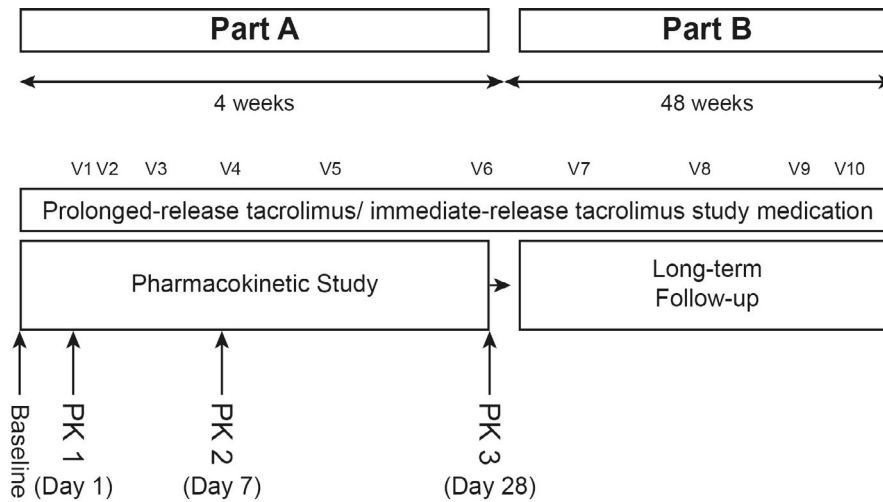 Part A
Part B
4 weeks
48 weeks
V1 V2 V3 V4 V5 V6 V7 V8 V9 V10
Prolonged-release tacrolimus/ immediate-release tacrolimus study medication
Pharmacokinetic Study
Long-term
Follow-up
Baseline
PK 1
(Day 1)
PK 2
(Day 7)
PK 3
(Day 28)